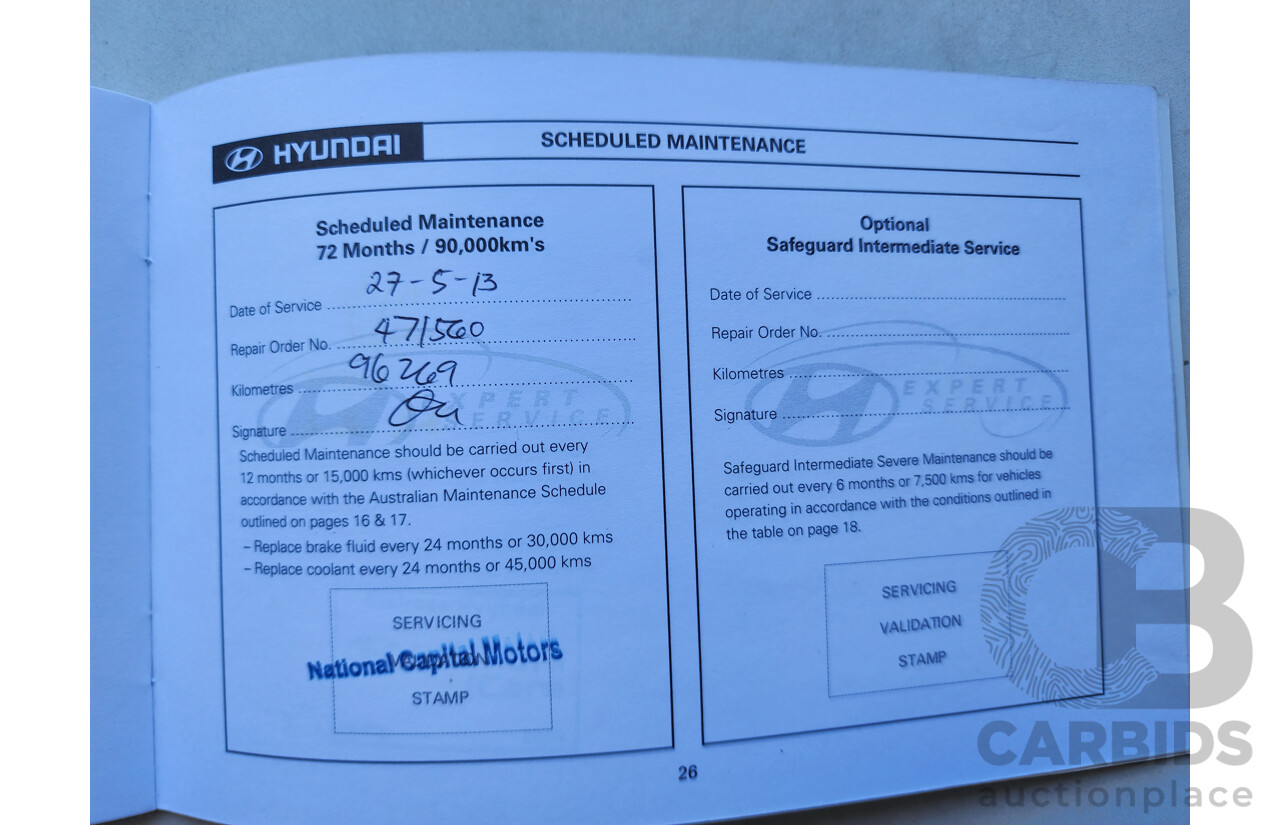 HYUNDAI
SCHEDULED MAINTENANCE
Scheduled Maintenance
72 Months / 90,000km's
Date of Service 27-5-13
Repair Order No. 471560
Kilometres 96269
Signature
EXPERT
SERVICE
Scheduled Maintenance should be carried out every
12 months or 15,000 kms (whichever occurs first) in
accordance with the Australian Maintenance Schedule
outlined on pages 16 & 17.
– Replace brake fluid every 24 months or 30,000 kms
– Replace coolant every 24 months or 45,000 kms
SERVICING
VALIDATION
National Capital Motors
STAMP
Optional
Safeguard Intermediate Service
Date of Service
Repair Order No.
Kilometres
Signature
EXPERT
SERVICE
Safeguard Intermediate Severe Maintenance should be
carried out every 6 months or 7,500 kms for vehicles
operating in accordance with the conditions outlined in
the table on page 18.
SERVICING
VALIDATION
STAMP
26
CB
CARBIDS
auctionplace